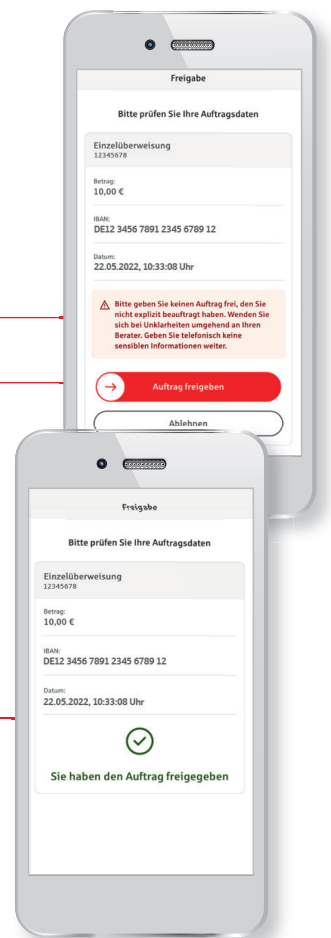 Freigabe
Bitte prüfen Sie Ihre Auftragsdaten
Einzelüberweisung
12345678
Betrag:
10,00 €
IBAN:
DE12 3456 7891 2345 6789 12
Datum:
22.05.2022, 10:33:08 Uhr
Bitte geben Sie keinen Auftrag frei, den Sie
nicht explizit beauftragt haben. Wenden Sie
sich bei Unklarheiten umgehend an Ihren
Berater. Geben Sie telefonisch keine
sensiblen Informationen weiter.
Auftrag freigeben
Ablehnen
Freigabe
Bitte prüfen Sie Ihre Auftragsdaten
Einzelüberweisung
12345678
Betrag:
10,00 €
IBAN:
DE12 3456 7891 2345 6789 12
Datum:
22.05.2022, 10:33:08 Uhr
Sie haben den Auftrag freigegeben